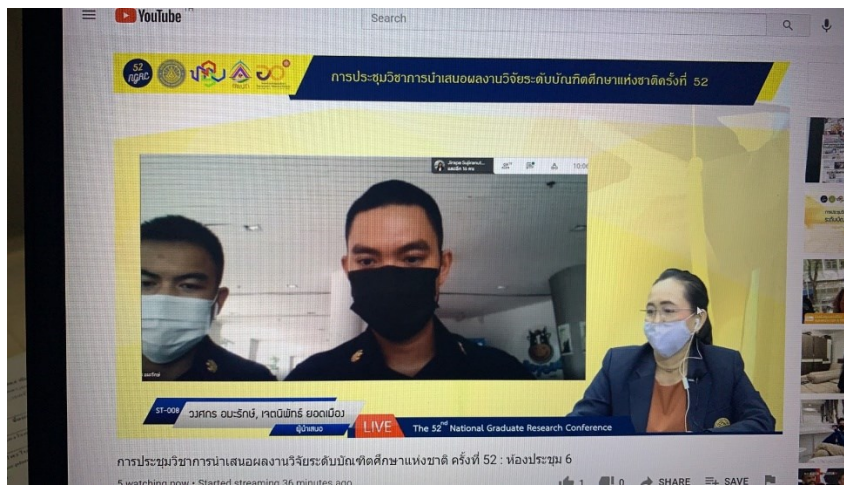 YouTube TH
Search
52
NGRC
การประชุมวิชาการนำเสนอผลงานวิจัยระดับบัณฑิตศึกษาแห่งชาติครั้งที่ 52
10:06
ST-008
วงศกร อมะรักษ์, เจตนิพัทธ์ ยอดเมือง
ผู้นำเสนอ
LIVE
The 52nd National Graduate Research Conference
การประชุมวิชาการนำเสนอผลงานวิจัยระดับบัณฑิตศึกษาแห่งชาติ ครั้งที่ 52 : ห้องประชุม 6
5 watching now • Started streaming 36 minutes ago
1
0
SHARE
SAVE